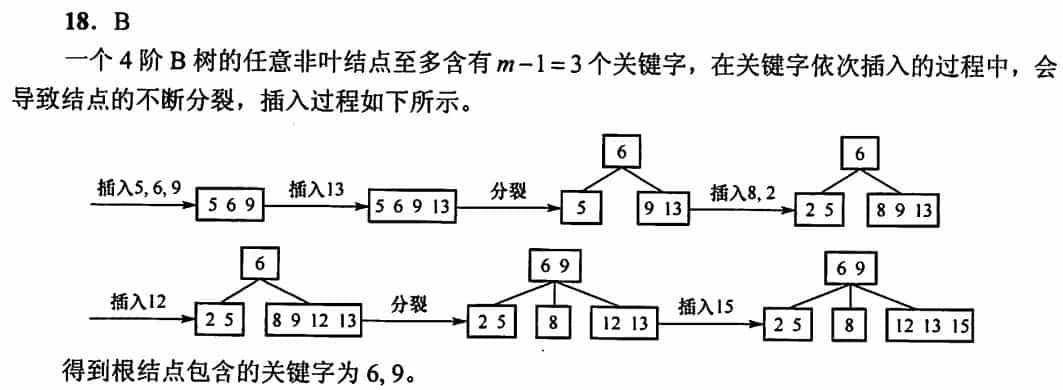 18. B
一个 4 阶 B 树的任意非叶结点至多含有 m−1=3 个关键字，在关键字依次插入的过程中，会
导致结点的不断分裂，插入过程如下所示。
插入5, 6, 9
5 6 9
插入13
5 6 9 13
分裂
6
5
9 13
插入8, 2
6
2 5
8 9 13
插入12
6
2 5
8 9 12 13
分裂
6 9
2 5
8
12 13
插入15
6 9
2 5
8
12 13 15
得到根结点包含的关键字为 6, 9。